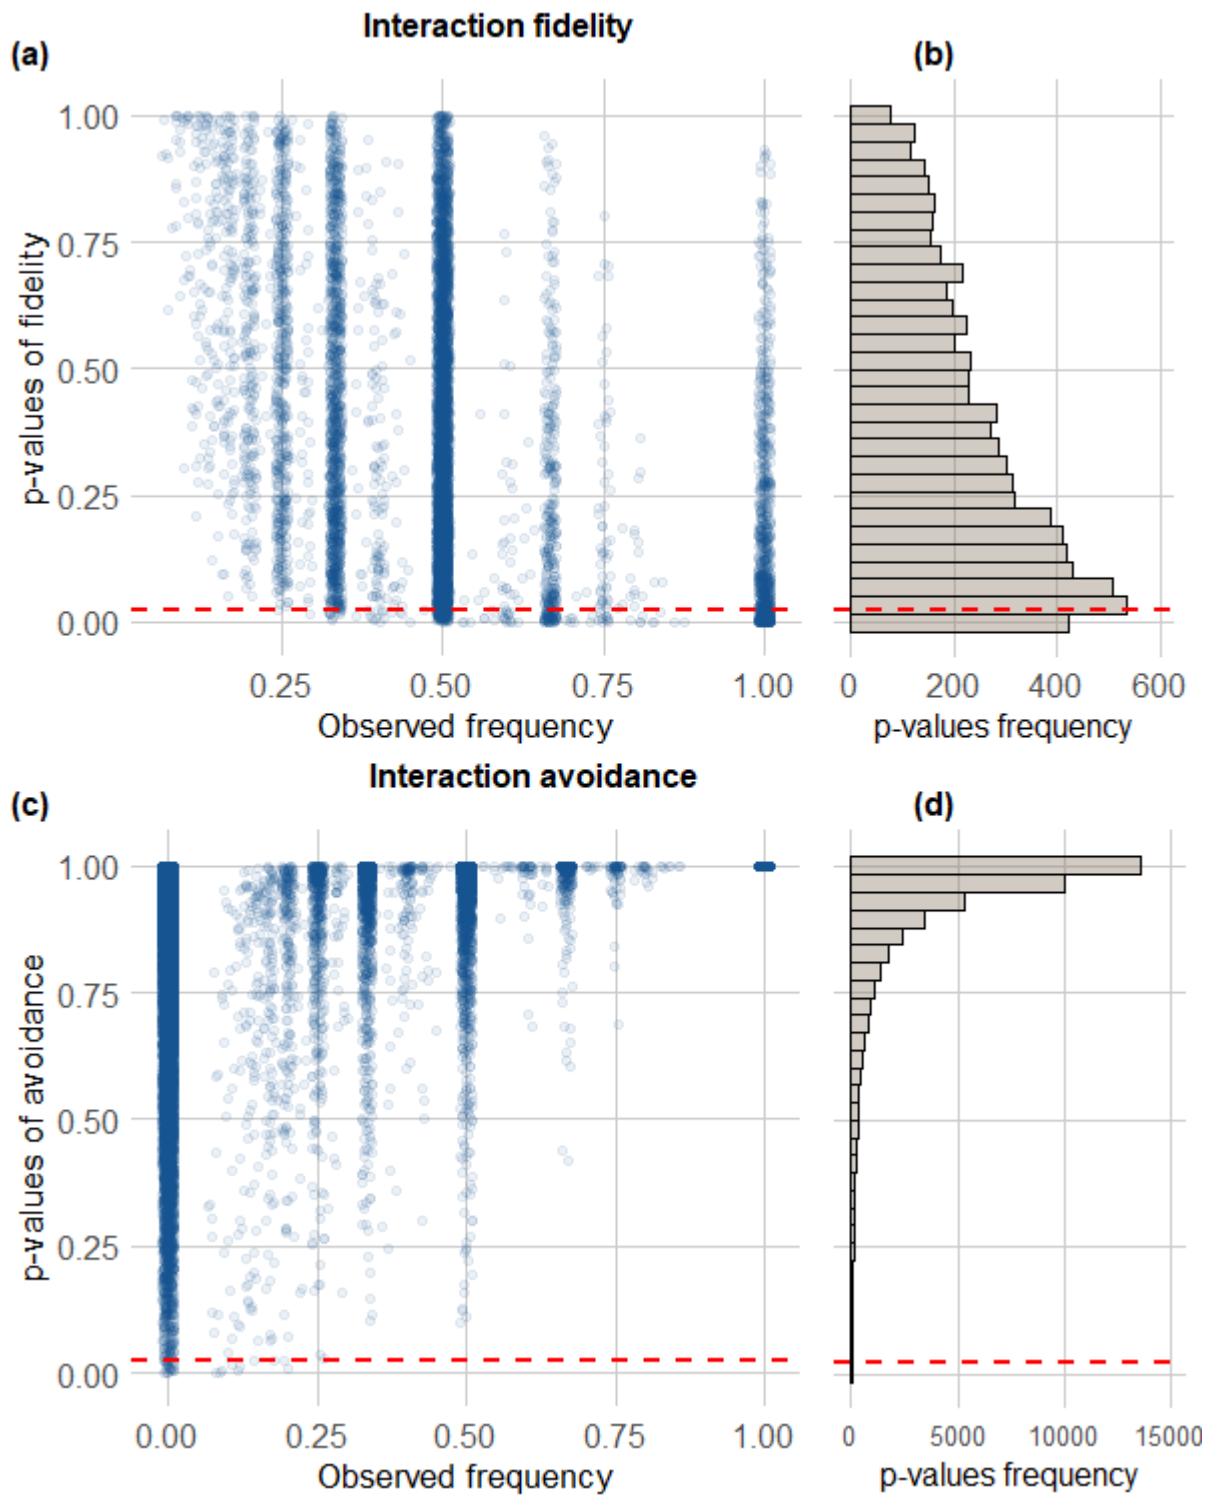 Interaction fidelity
(a)
(b)
1.00
0.75
0.50
0.25
0.00
p-values of fidelity
0.25 0.50 0.75 1.00
Observed frequency
0 200 400 600
p-values frequency
Interaction avoidance
(c)
(d)
1.00
0.75
0.50
0.25
0.00
p-values of avoidance
0.00 0.25 0.50 0.75 1.00
Observed frequency
0 5000 10000 15000
p-values frequency